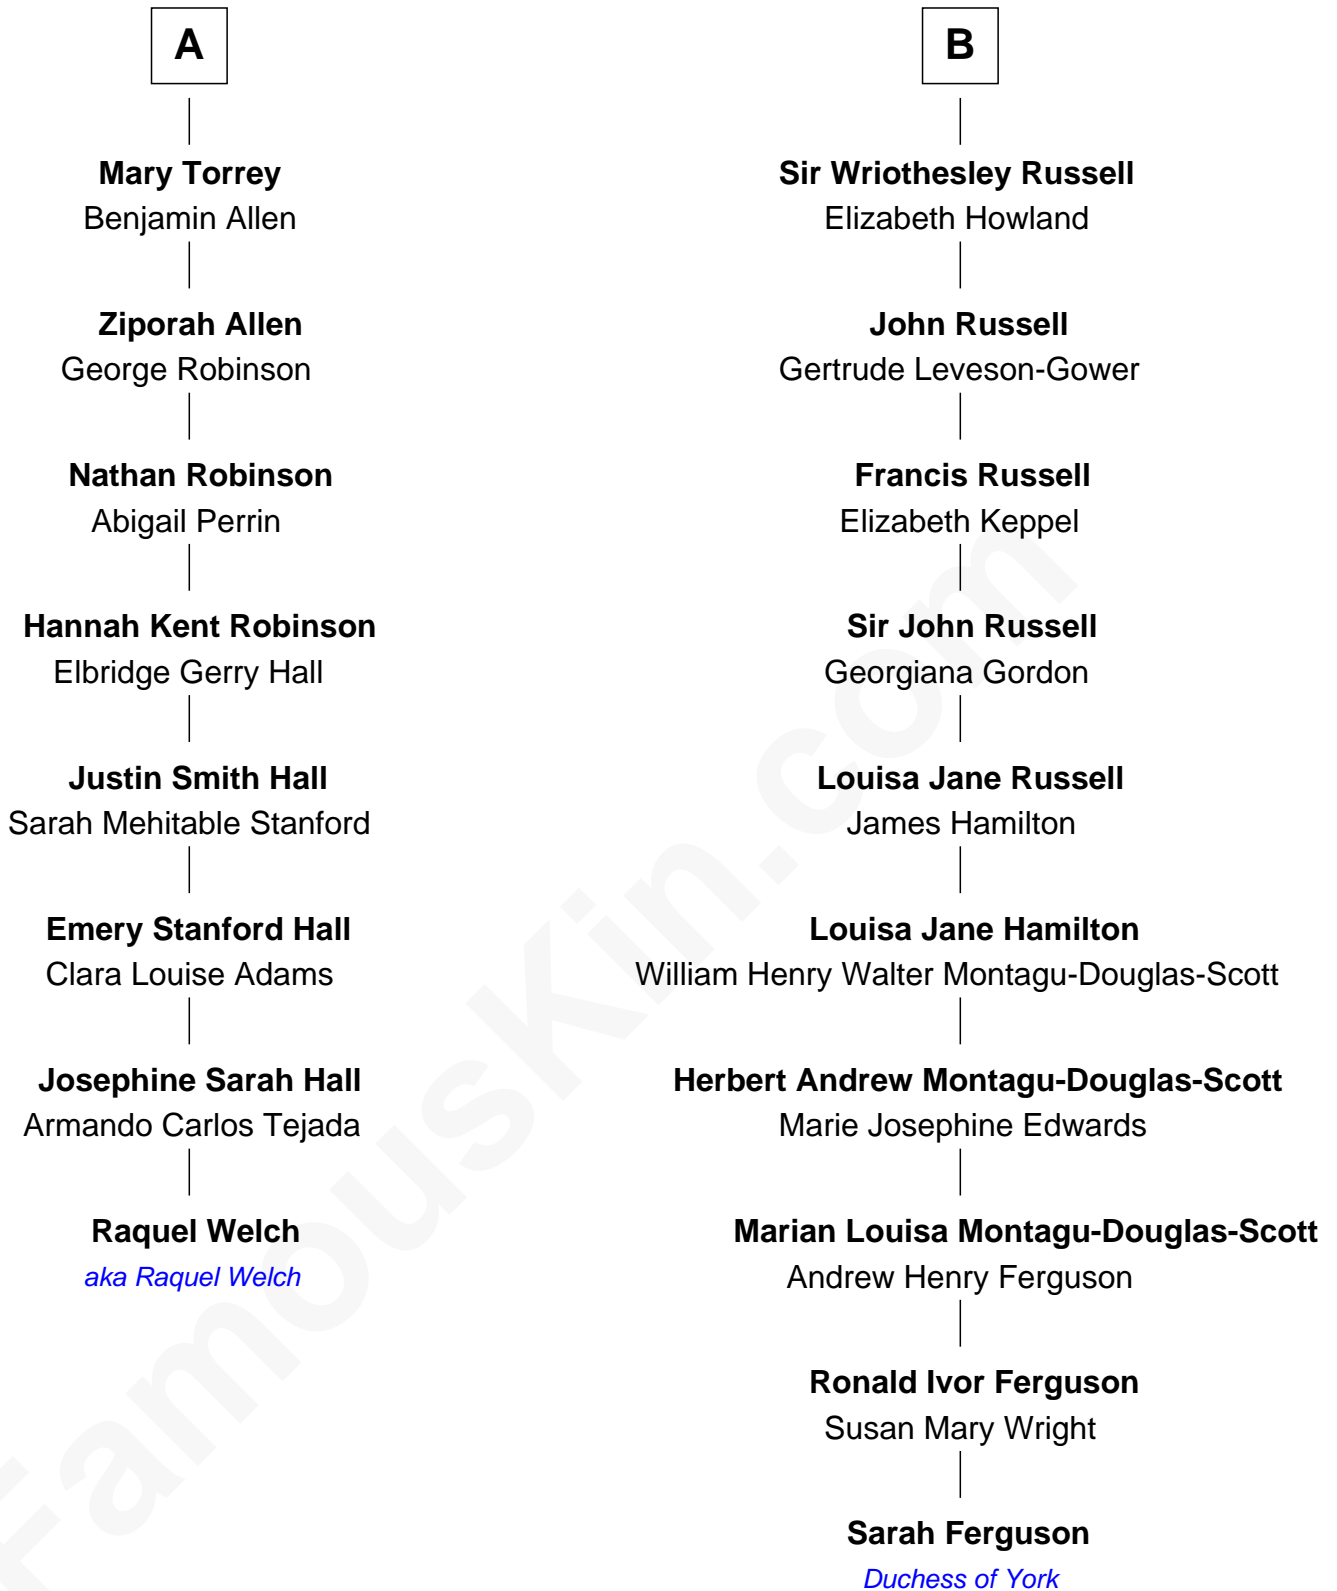 A
Mary Torrey
Benjamin Allen
Ziporah Allen
George Robinson
Nathan Robinson
Abigail Perrin
Hannah Kent Robinson
Elbridge Gerry Hall
Justin Smith Hall
Sarah Mehitable Stanford
Emery Stanford Hall
Clara Louise Adams
Josephine Sarah Hall
Armando Carlos Tejada
Raquel Welch
aka Raquel Welch
B
Sir Wriothesley Russell
Elizabeth Howland
John Russell
Gertrude Leveson-Gower
Francis Russell
Elizabeth Keppel
Sir John Russell
Georgiana Gordon
Louisa Jane Russell
James Hamilton
Louisa Jane Hamilton
William Henry Walter Montagu-Douglas-Scott
Herbert Andrew Montagu-Douglas-Scott
Marie Josephine Edwards
Marian Louisa Montagu-Douglas-Scott
Andrew Henry Ferguson
Ronald Ivor Ferguson
Susan Mary Wright
Sarah Ferguson
Duchess of York
FamousKin.com